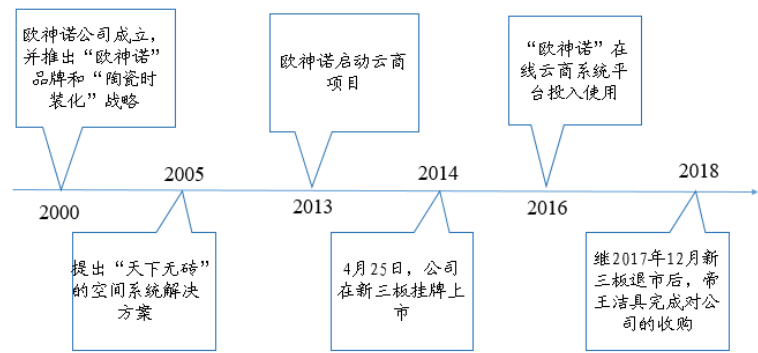 欧神诺公司成立，
并推出“欧神诺”
品牌和“陶瓷时
装化”战略
欧神诺启动云商
项目
“欧神诺”在
线云商系统平
台投入使用
2005
2014
2018
2000
2013
2016
提出“天下无砖”
的空间系统解决
方案
4月25日，公司
在新三板挂牌上
市
继2017年12月新
三板退市后，帝
王洁具完成对公
司的收购